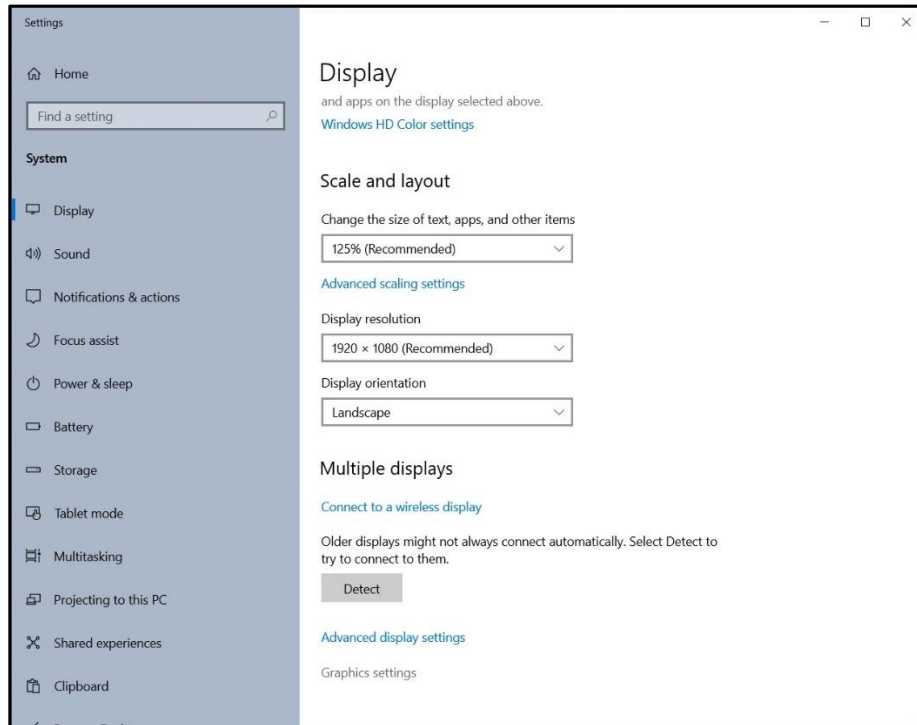 Settings
Home
Find a setting
System
Display
Sound
Notifications & actions
Focus assist
Power & sleep
Battery
Storage
Tablet mode
Multitasking
Projecting to this PC
Shared experiences
Clipboard
Display
and apps on the display selected above.
Windows HD Color settings
Scale and layout
Change the size of text, apps, and other items
125% (Recommended)
Advanced scaling settings
Display resolution
1920 × 1080 (Recommended)
Display orientation
Landscape
Multiple displays
Connect to a wireless display
Older displays might not always connect automatically. Select Detect to
try to connect to them.
Detect
Advanced display settings
Graphics settings